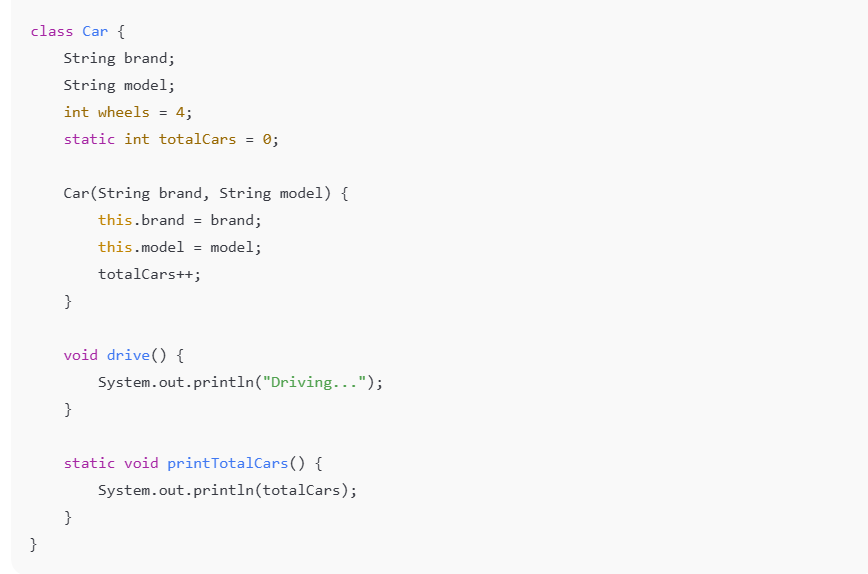 class Car {
    String brand;
    String model;
    int wheels = 4;
    static int totalCars = 0;

    Car(String brand, String model) {
        this.brand = brand;
        this.model = model;
        totalCars++;
    }

    void drive() {
        System.out.println("Driving...");
    }

    static void printTotalCars() {
        System.out.println(totalCars);
    }
}